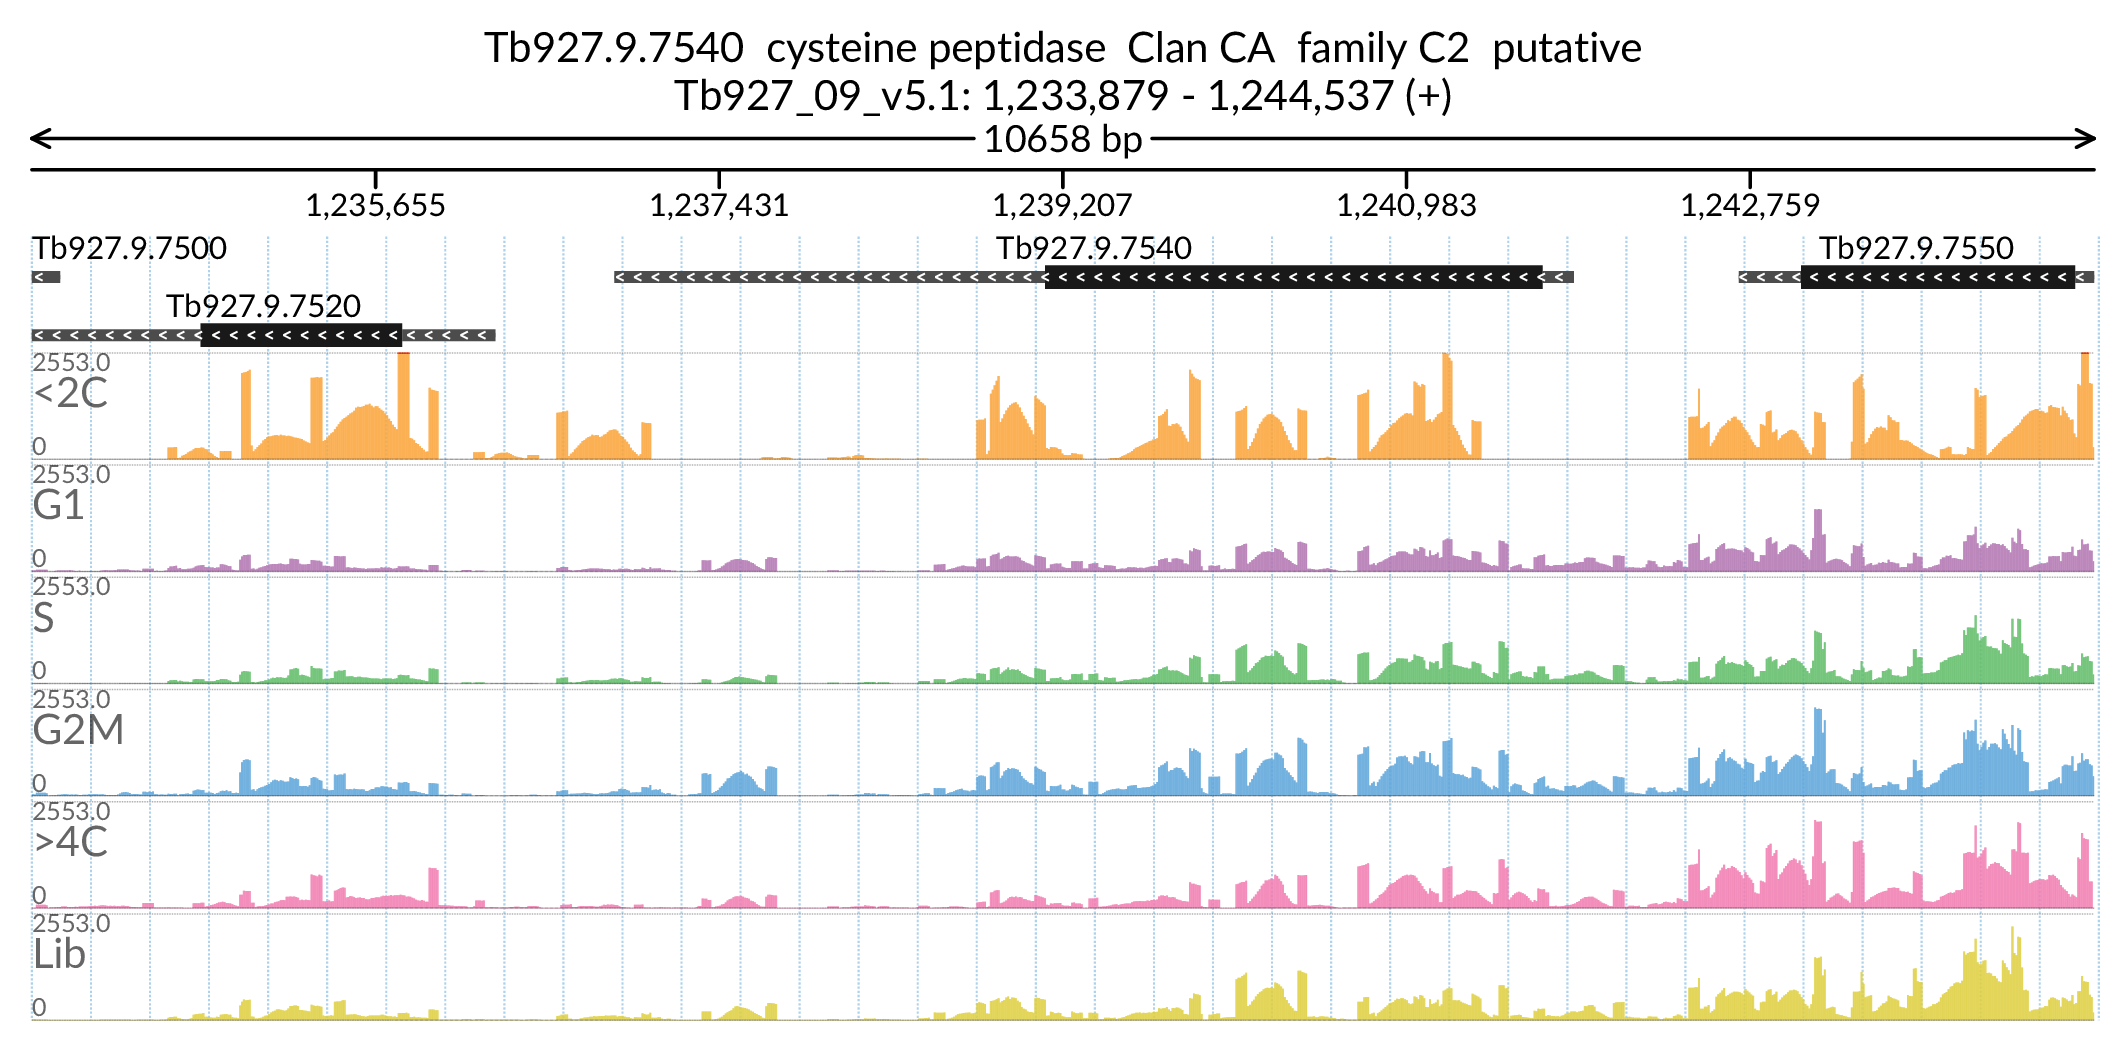 Tb927.9.7540  cysteine peptidase  Clan CA  family C2  putative
Tb927_09_v5.1: 1,233,879 - 1,244,537 (+)
10658 bp
1,235,655 1,237,431 1,239,207 1,240,983 1,242,759
Tb927.9.7500 Tb927.9.7540 Tb927.9.7550
Tb927.9.7520
2553.0
<2C
0
2553.0
G1
0
2553.0
S
0
2553.0
G2M
0
2553.0
>4C
0
2553.0
Lib
0